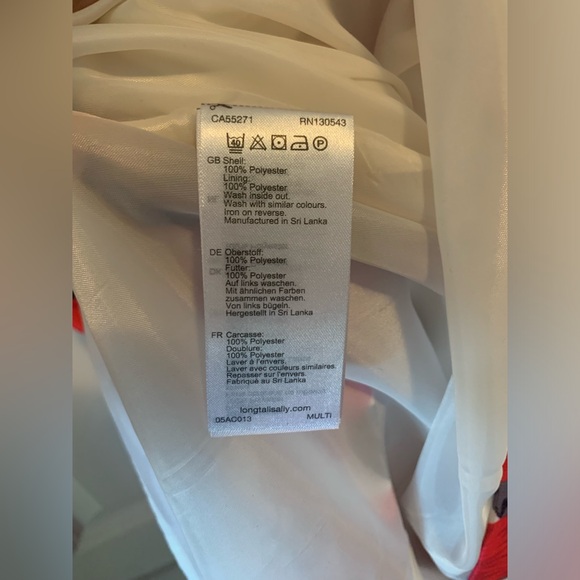 CA55271 RN130543
40 P
GB Shell:
100% Polyester
Lining:
100% Polyester
Wash inside out.
Wash with similar colours.
Iron on reverse.
Manufactured in Sri Lanka
DE Oberstoff:
100% Polyester
Futter:
100% Polyester
Auf links waschen.
Mit ähnlichen Farben
zusammen waschen.
Von links bügeln.
Hergestellt in Sri Lanka
FR Carcasse:
100% Polyester
Doublure:
100% Polyester
Laver à l'envers.
Laver avec couleurs similaires.
Repasser sur l'envers.
Fabriqué au Sri Lanka
longtallsally.com
05AC013 MULTI